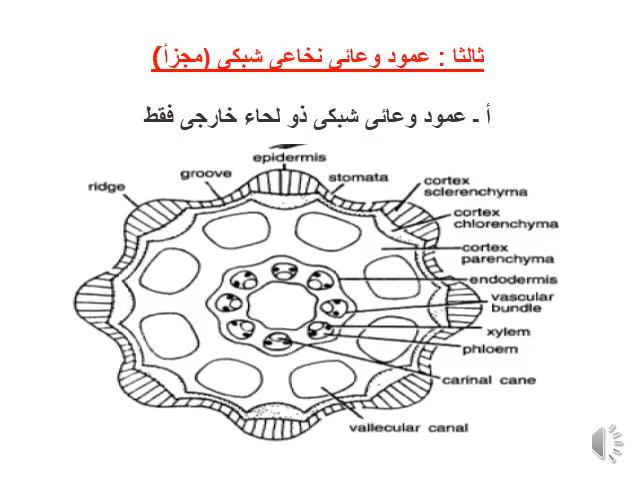 ثالثا : عمود وعائى نخاعى شبكى (مجزأ)
أ ـ عمود وعائى شبكى ذو لحاء خارجى فقط
epidermis
groove
stomata
ridge
cortex
sclerenchyma
cortex
chlorenchyma
cortex
parenchyma
endodermis
vascular
bundle
xylem
phloem
carinal cane
vallecular canal